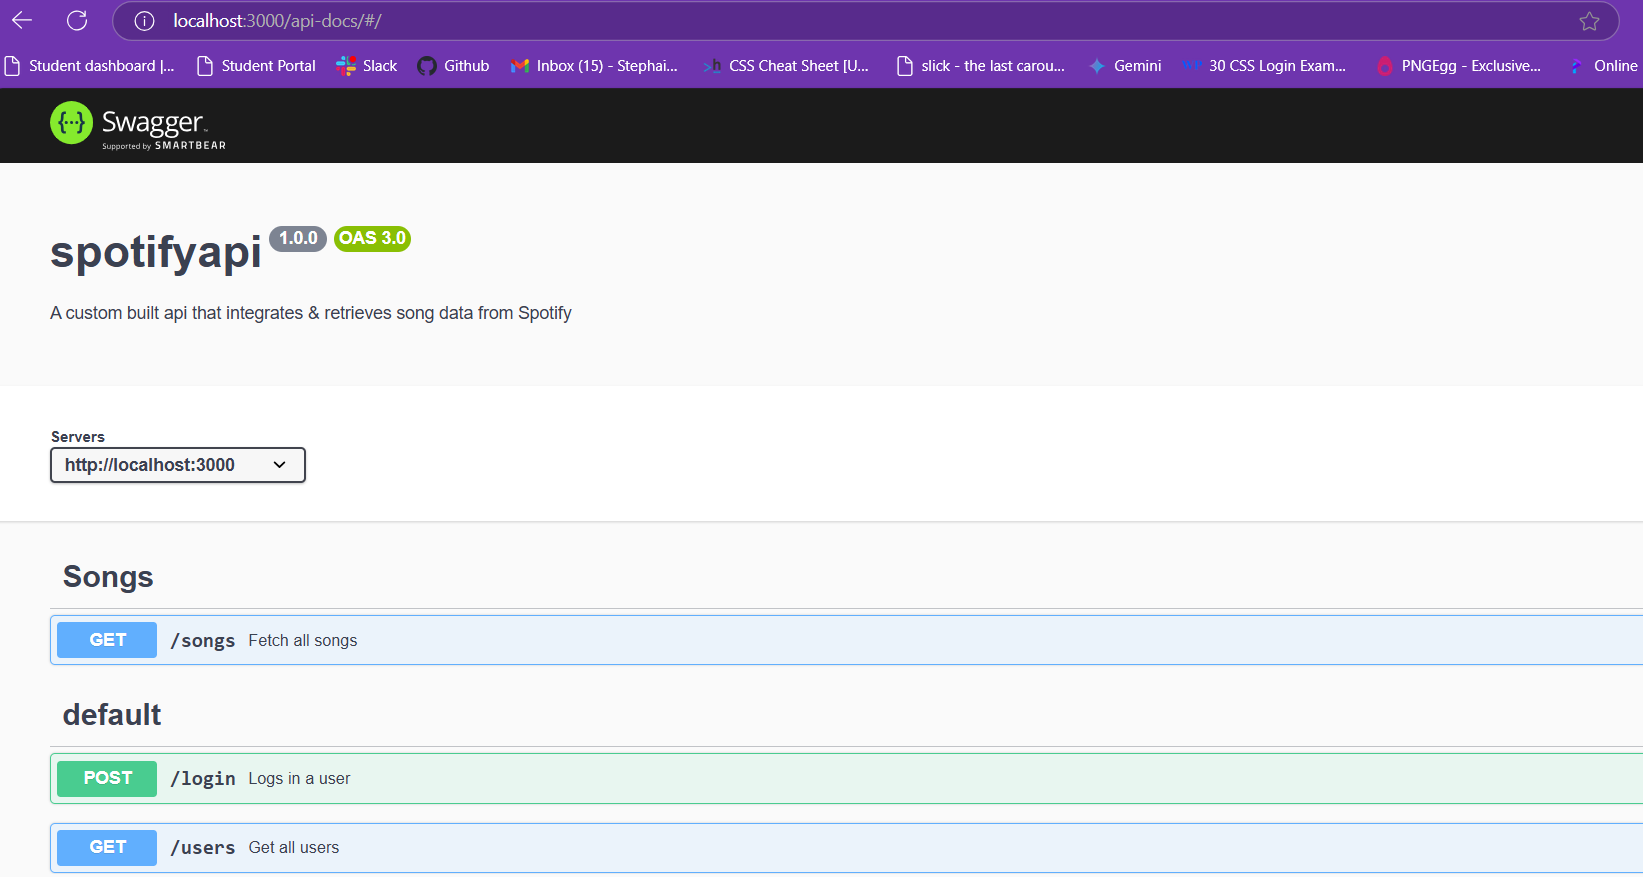 localhost:3000/api-docs/#/
Student dashboard |... Student Portal Slack Github Inbox (15) - Stephai... CSS Cheat Sheet [U... slick - the last carou... Gemini 30 CSS Login Exam... PNGEgg - Exclusive... Online
{...} Swagger
Supported by SMARTBEAR
spotifyapi 1.0.0 OAS 3.0
A custom built api that integrates & retrieves song data from Spotify
Servers
http://localhost:3000
Songs
GET /songs Fetch all songs
default
POST /login Logs in a user
GET /users Get all users